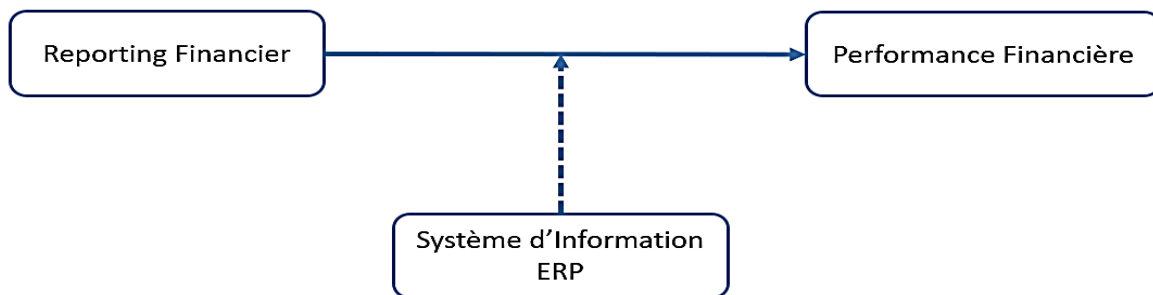 Reporting Financier
Performance Financière
Système d’Information
ERP